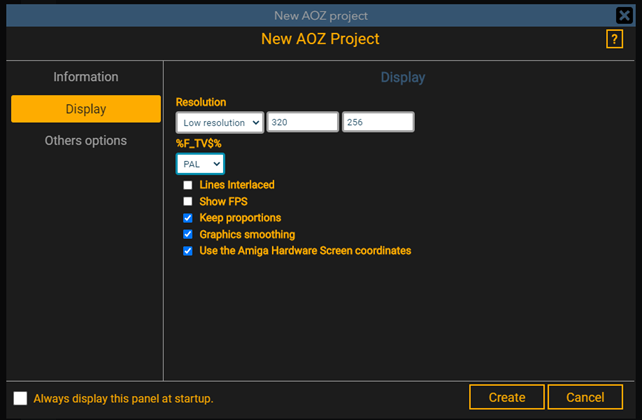 New AOZ project
New AOZ Project
?
Information
Display
Others options
Display
Resolution
Low resolution 320 256
%F_TV$%
PAL
Lines Interlaced
Show FPS
Keep proportions
Graphics smoothing
Use the Amiga Hardware Screen coordinates
Always display this panel at startup.
Create Cancel